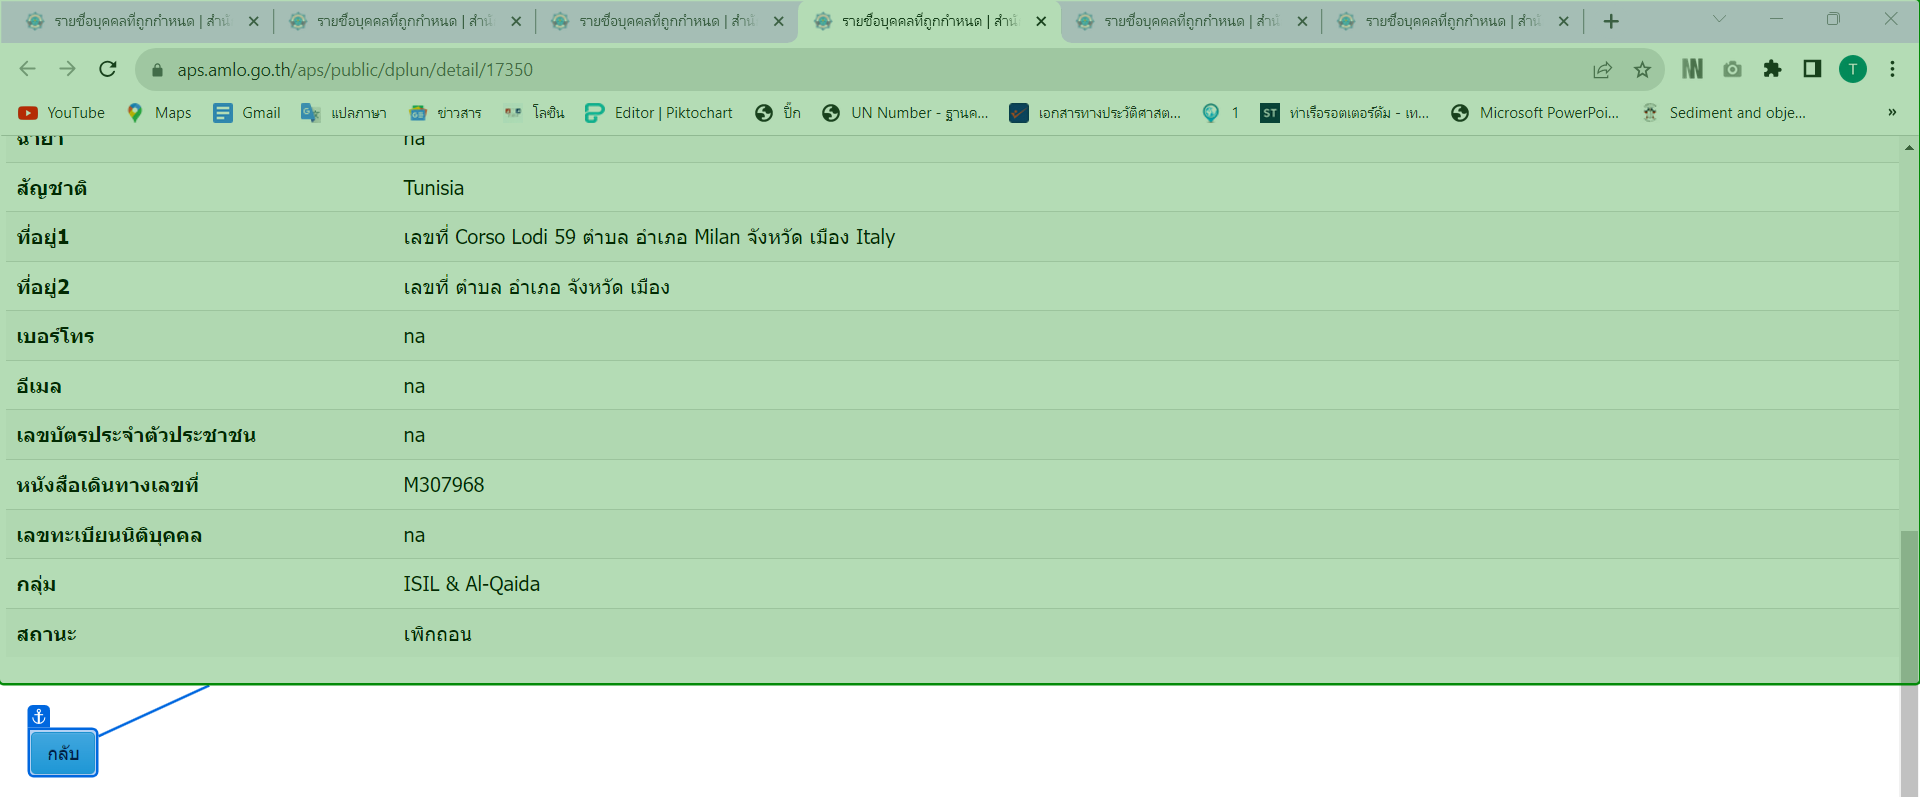 รายชื่อบุคคลที่ถูกกำหนด | สำนั
รายชื่อบุคคลที่ถูกกำหนด | สำนั
รายชื่อบุคคลที่ถูกกำหนด | สำนั
รายชื่อบุคคลที่ถูกกำหนด | สำนั
รายชื่อบุคคลที่ถูกกำหนด | สำนั
รายชื่อบุคคลที่ถูกกำหนด | สำนั
aps.amlo.go.th/aps/public/dplun/detail/17350
T
YouTube Maps Gmail แปลภาษา ข่าวสาร โลซิน Editor | Piktochart ปิ๊ก UN Number - ฐานค... เอกสารทางประวัติศาสต... 1 ST ท่าเรือรอตเตอร์ดัม - เท... Microsoft PowerPoi... Sediment and obje... »
ฉายา na
สัญชาติ Tunisia
ที่อยู่1 เลขที่ Corso Lodi 59 ตำบล อำเภอ Milan จังหวัด เมือง Italy
ที่อยู่2 เลขที่ ตำบล อำเภอ จังหวัด เมือง
เบอร์โทร na
อีเมล na
เลขบัตรประจำตัวประชาชน na
หนังสือเดินทางเลขที่ M307968
เลขทะเบียนนิติบุคคล na
กลุ่ม ISIL & Al-Qaida
สถานะ เพิกถอน
กลับ